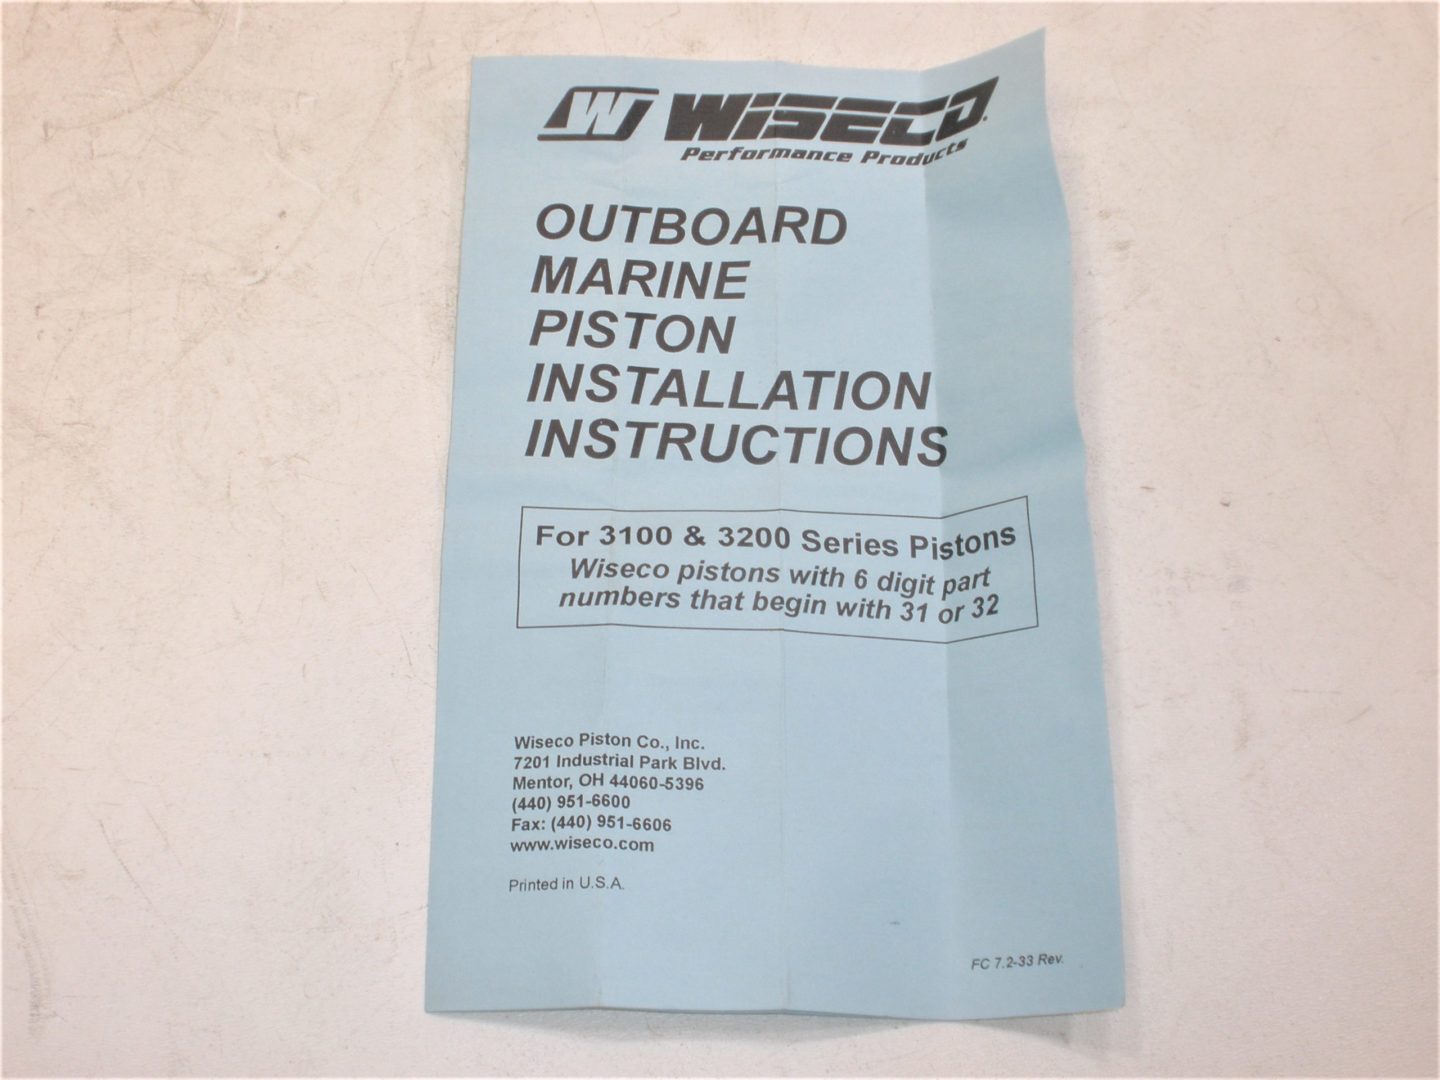 W WISECO
Performance Products
OUTBOARD
MARINE
PISTON
INSTALLATION
INSTRUCTIONS
For 3100 & 3200 Series Pistons
Wiseco pistons with 6 digit part
numbers that begin with 31 or 32
Wiseco Piston Co., Inc.
7201 Industrial Park Blvd.
Mentor, OH 44060-5396
(440) 951-6600
Fax: (440) 951-6606
www.wiseco.com
Printed in U.S.A.
FC 7.2-33 Rev.